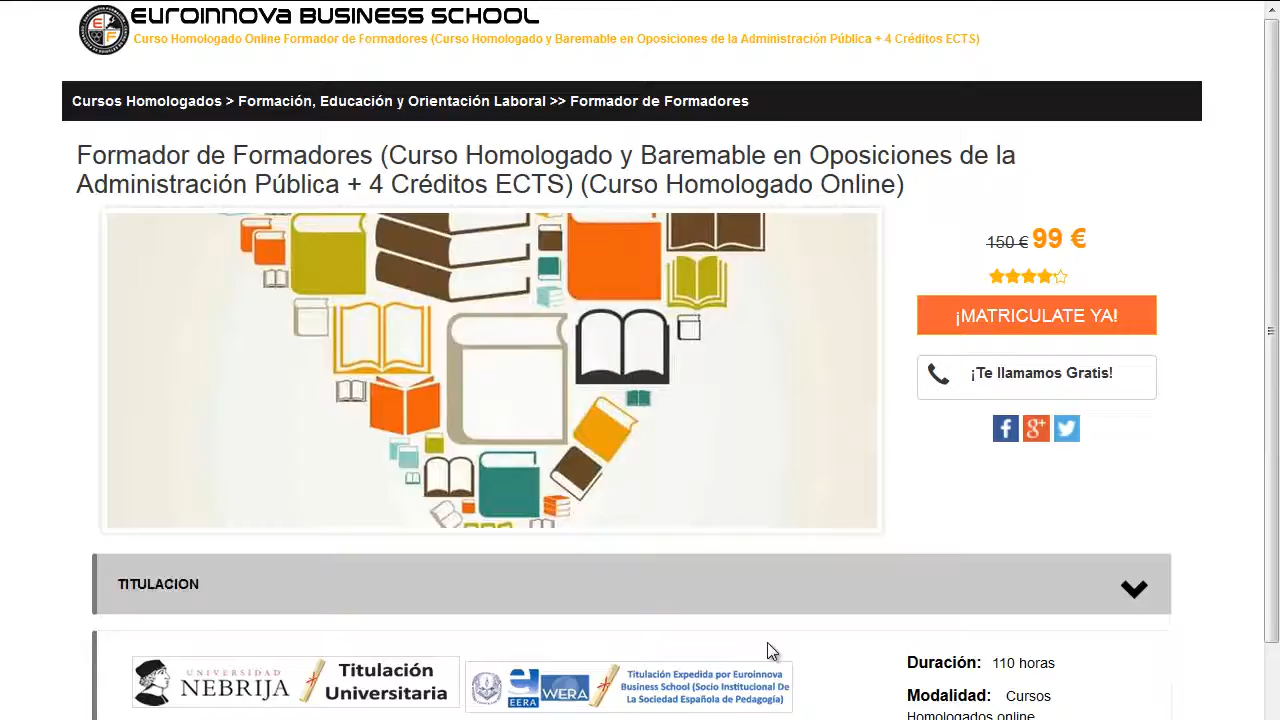 EUROINNOVA BUSINESS SCHOOL
Curso Homologado Online Formador de Formadores (Curso Homologado y Baremable en Oposiciones de la Administración Pública + 4 Créditos ECTS)
Cursos Homologados > Formación, Educación y Orientación Laboral >> Formador de Formadores
Formador de Formadores (Curso Homologado y Baremable en Oposiciones de la
Administración Pública + 4 Créditos ECTS) (Curso Homologado Online)
150 € 99 €
¡MATRICULATE YA!
¡Te llamamos Gratis!
TITULACION
UNIVERSIDAD
NEBRIJA
Titulación
Universitaria
EERA
WERA
Titulación Expedida por Euroinnova
Business School (Socio Institucional De
La Sociedad Española de Pedagogía)
Duración: 110 horas
Modalidad: Cursos
Homologados online